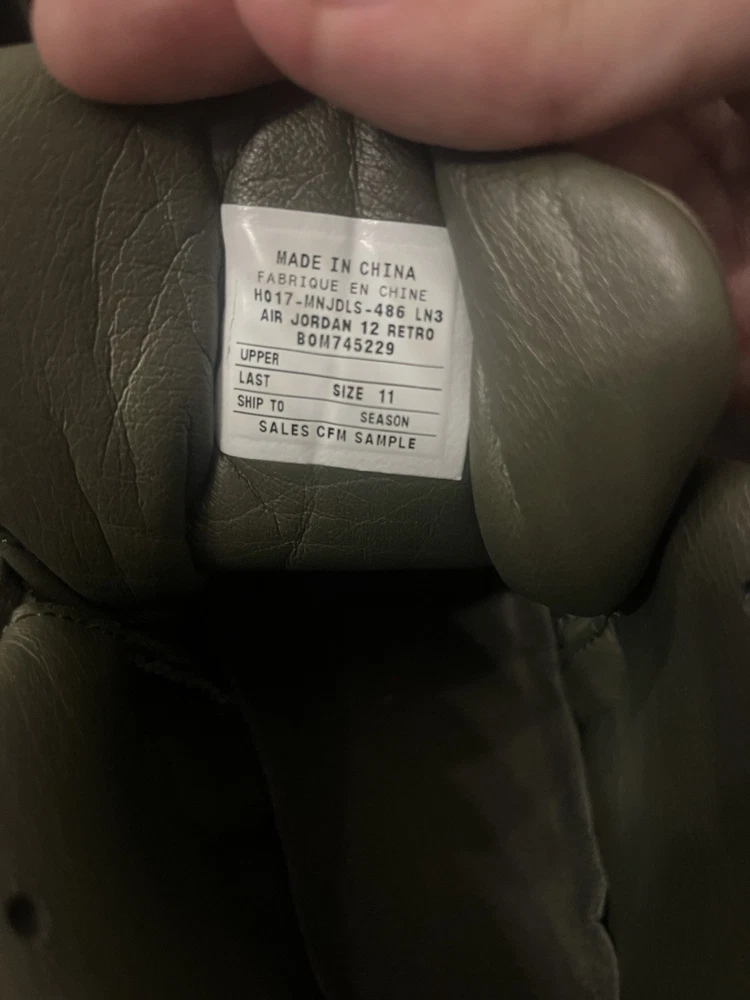 MADE IN CHINA
FABRIQUE EN CHINE
HO17-MNJDLS-486 LN3
AIR JORDAN 12 RETRO
BOM745229
UPPER
LAST SIZE 11
SHIP TO SEASON
SALES CFM SAMPLE